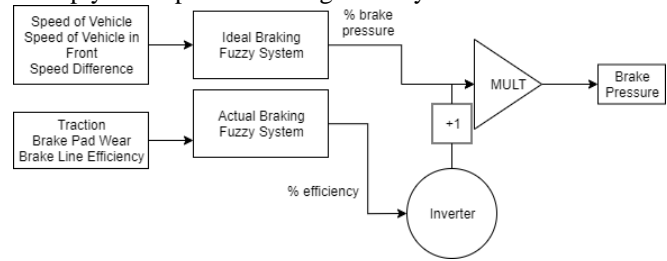 Speed of Vehicle
Speed of Vehicle in
Front
Speed Difference
Ideal Braking
Fuzzy System
% brake
pressure
MULT
Brake
Pressure
+1
Traction
Brake Pad Wear
Brake Line Efficiency
Actual Braking
Fuzzy System
% efficiency
Inverter